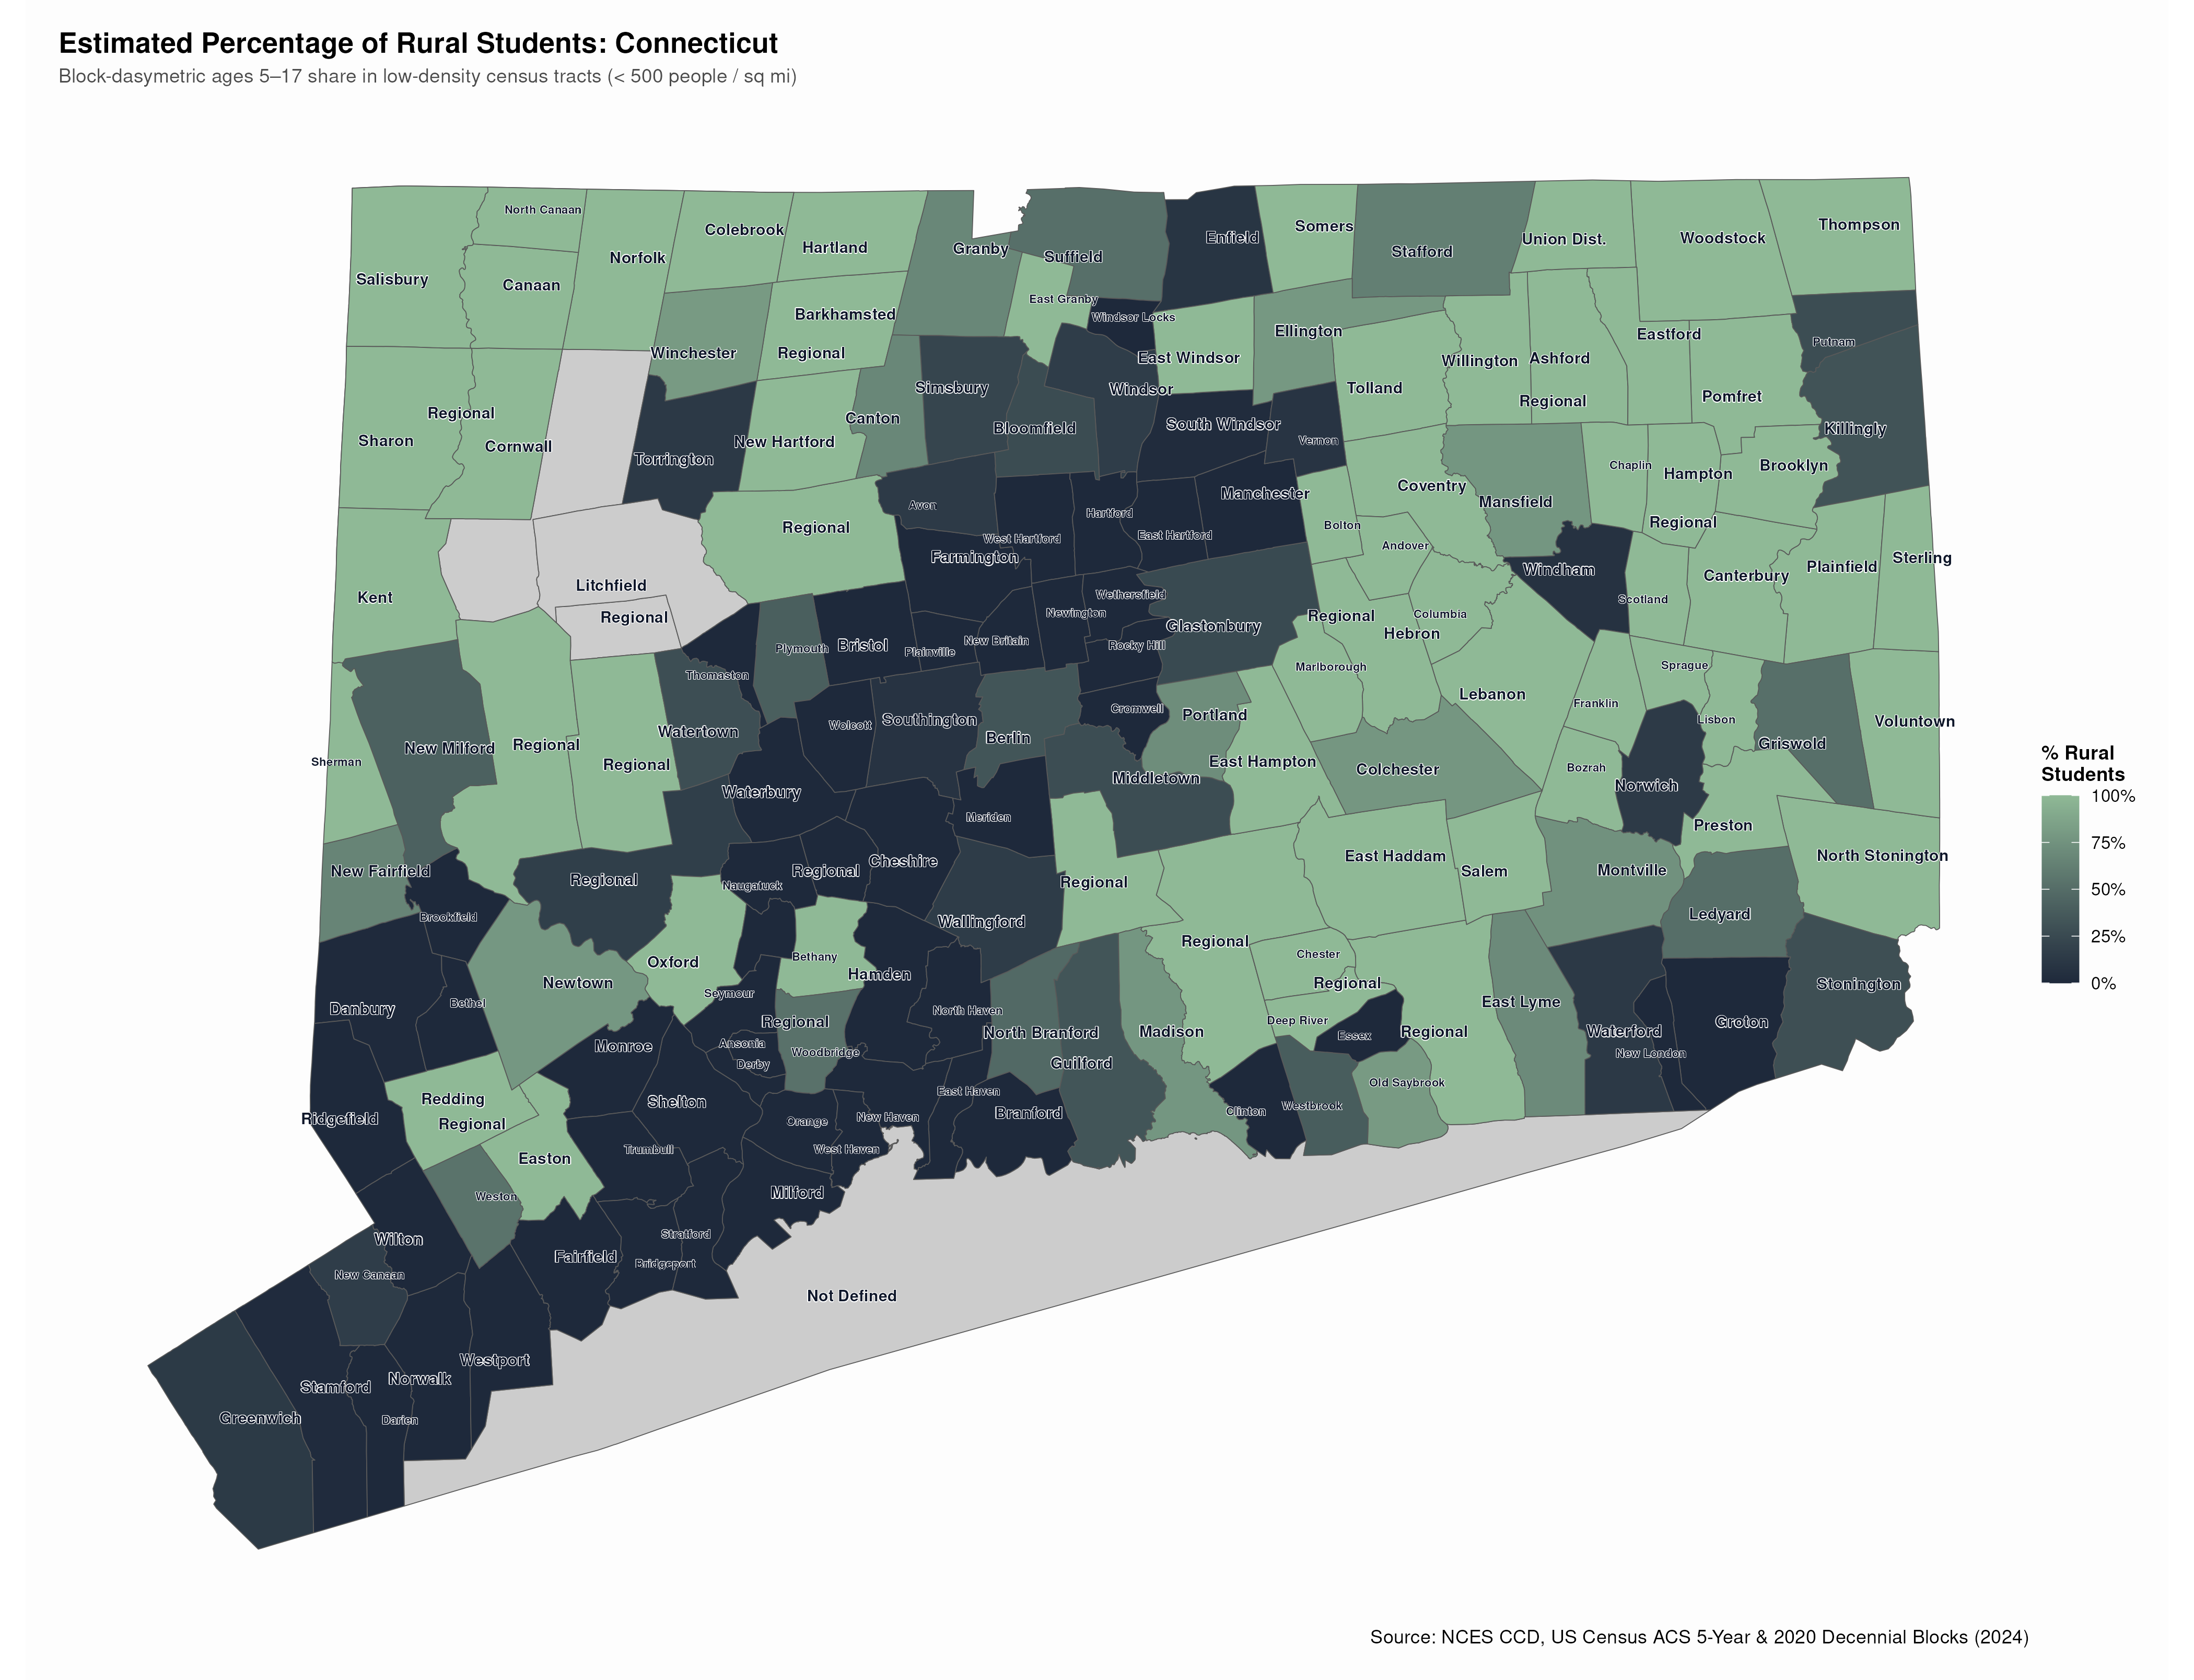 Estimated Percentage of Rural Students: Connecticut
Block-dasymetric ages 5–17 share in low-density census tracts (< 500 people / sq mi)
North Canaan
Colebrook
Hartland
Norfolk
Salisbury
Canaan
Granby
Suffield
Enfield
Somers
Stafford
Union Dist.
Woodstock
Thompson
Barkhamsted
East Granby
Windsor Locks
Winchester
Regional
Simsbury
East Windsor
Windsor
Ellington
Tolland
Willington
Ashford
Regional
Eastford
Pomfret
Putnam
Killingly
Sharon
Regional
Cornwall
Torrington
New Hartford
Canton
Bloomfield
South Windsor
Vernon
Chaplin
Hampton
Brooklyn
Regional
Avon
Hartford
West Hartford
East Hartford
Manchester
Coventry
Mansfield
Regional
Bolton
Andover
Farmington
Windham
Canterbury
Plainfield
Sterling
Kent
Litchfield
Regional
Wethersfield
Newington
Glastonbury
Regional
Columbia
Hebron
Scotland
Plymouth
Bristol
Plainville
New Britain
Rocky Hill
Thomaston
Marlborough
Sprague
Lebanon
Franklin
Lisbon
Voluntown
Watertown
Wolcott
Southington
Berlin
Cromwell
Portland
Griswold
New Milford
Regional
Regional
Sherman
East Hampton
Colchester
Bozrah
Norwich
Middletown
Waterbury
Meriden
Preston
North Stonington
New Fairfield
Regional
Naugatuck
Regional
Cheshire
Regional
East Haddam
Salem
Montville
Brookfield
Wallingford
Ledyard
Oxford
Bethany
Hamden
Regional
Chester
Regional
Newtown
Seymour
Danbury
Bethel
Regional
North Haven
North Branford
Madison
Deep River
Essex
Regional
East Lyme
Waterford
New London
Groton
Stonington
Monroe
Ansonia
Derby
Woodbridge
Guilford
Old Saybrook
Redding
Regional
Shelton
East Haven
Branford
Clinton
Westbrook
Ridgefield
Orange
New Haven
Trumbull
West Haven
Easton
Weston
Milford
Wilton
Stratford
Fairfield
Bridgeport
New Canaan
Not Defined
Westport
Stamford
Norwalk
Greenwich
Darien
% Rural
Students
100%
75%
50%
25%
0%
Source: NCES CCD, US Census ACS 5-Year & 2020 Decennial Blocks (2024)